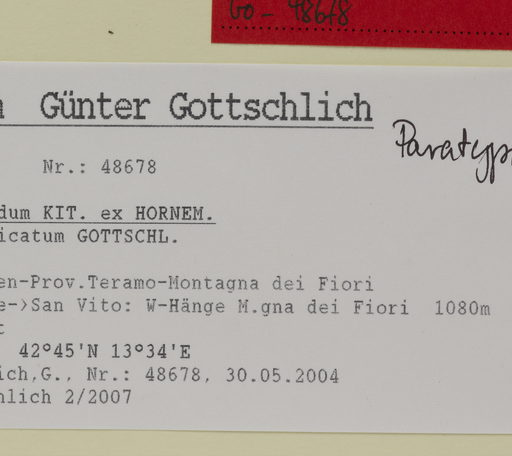 Go - 48678
Günter Gottschlich
Paratyp
Nr.: 48678
dum KIT. ex HORNEM.
icatum GOTTSCHL.
en-Prov.Teramo-Montagna dei Fiori
e->San Vito: W-Hänge M.gna dei Fiori 1080m
t
42°45'N 13°34'E
ich,G., Nr.: 48678, 30.05.2004
hlich 2/2007